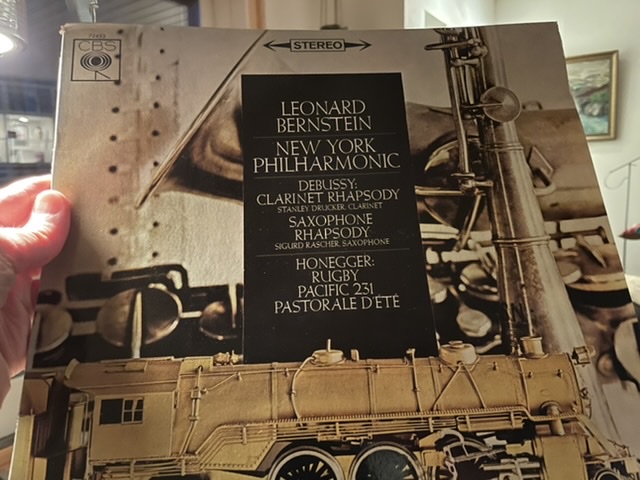 72453
CBS
STEREO
LEONARD
BERNSTEIN
NEW YORK
PHILHARMONIC
DEBUSSY:
CLARINET RHAPSODY
STANLEY DRUCKER, CLARINET
SAXOPHONE
RHAPSODY
SIGURD RASCHER, SAXOPHONE
HONEGGER:
RUGBY
PACIFIC 231
PASTORALE D'ÉTÉ